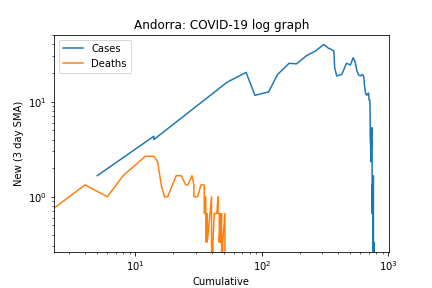 Andorra: COVID-19 log graph
Cases
Deaths
New (3 day SMA)
10¹
10⁰
10¹
10²
10³
Cumulative